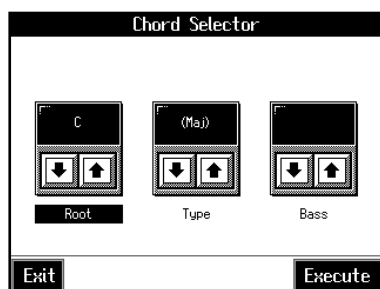 Chord Selector
C
(Maj)
Root
Type
Bass
Exit
Execute